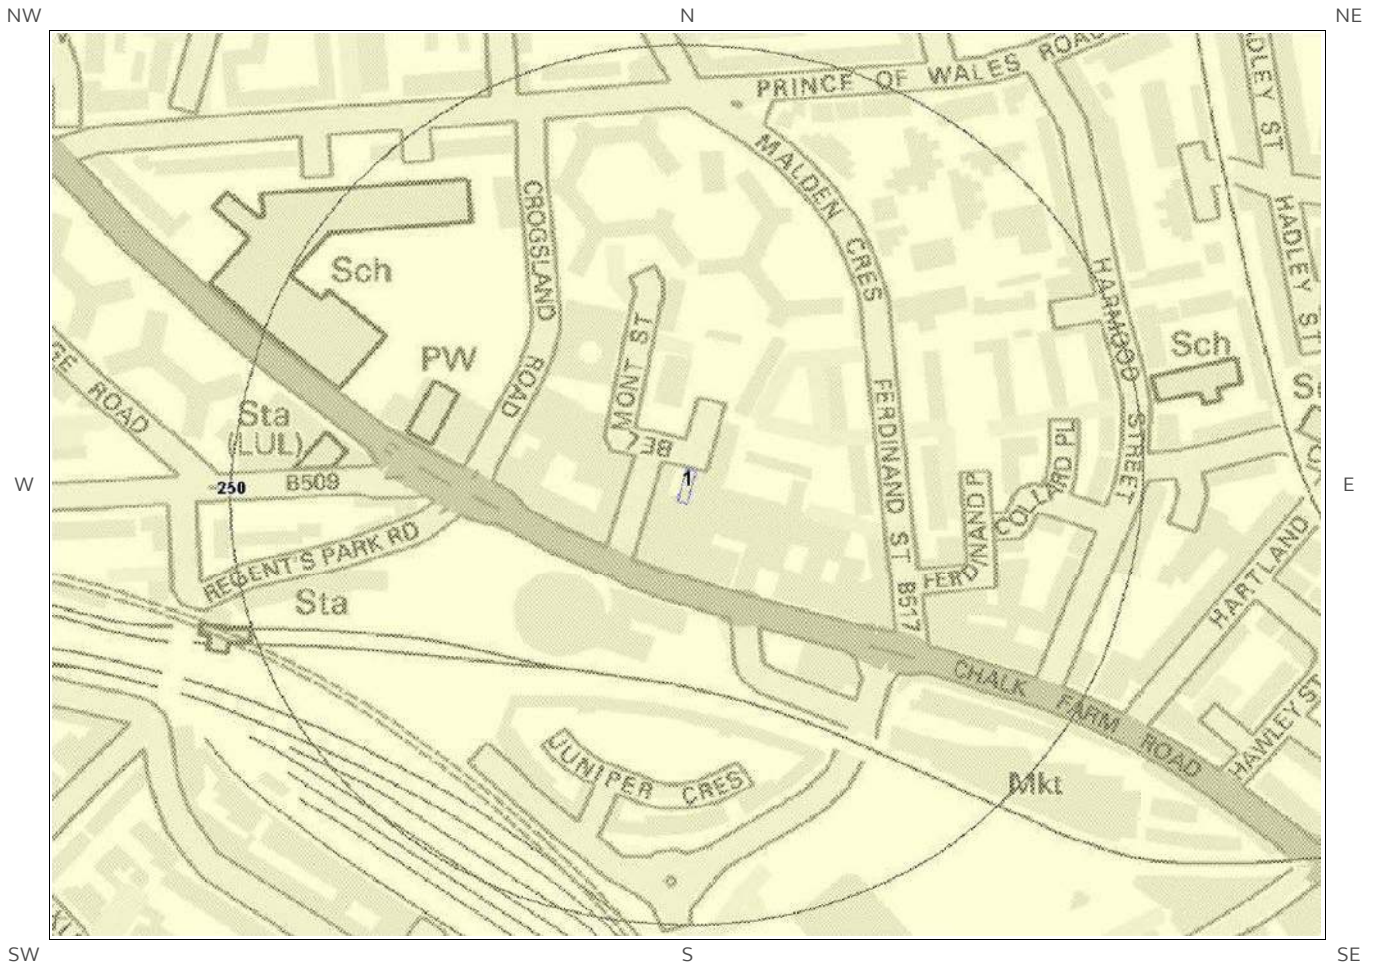 NW
N
NE
PRINCE OF WALES ROAD
DLEY ST
MALDEN CRES
CROGSLAND ROAD
HADLEY ST
Sch
HARMOOD STREET
MONT ST
BE
PW
Sch
GE ROAD
Sta
(LUL)
FERDINAND ST B517
COLLARD PL
W
250
B509
1
E
FERDINAND P
REGENT'S PARK RD
HARTLAND
Sta
CHALK FARM ROAD
HAWLEY ST
JUNIPER CRES
Mkt
SW
S
SE